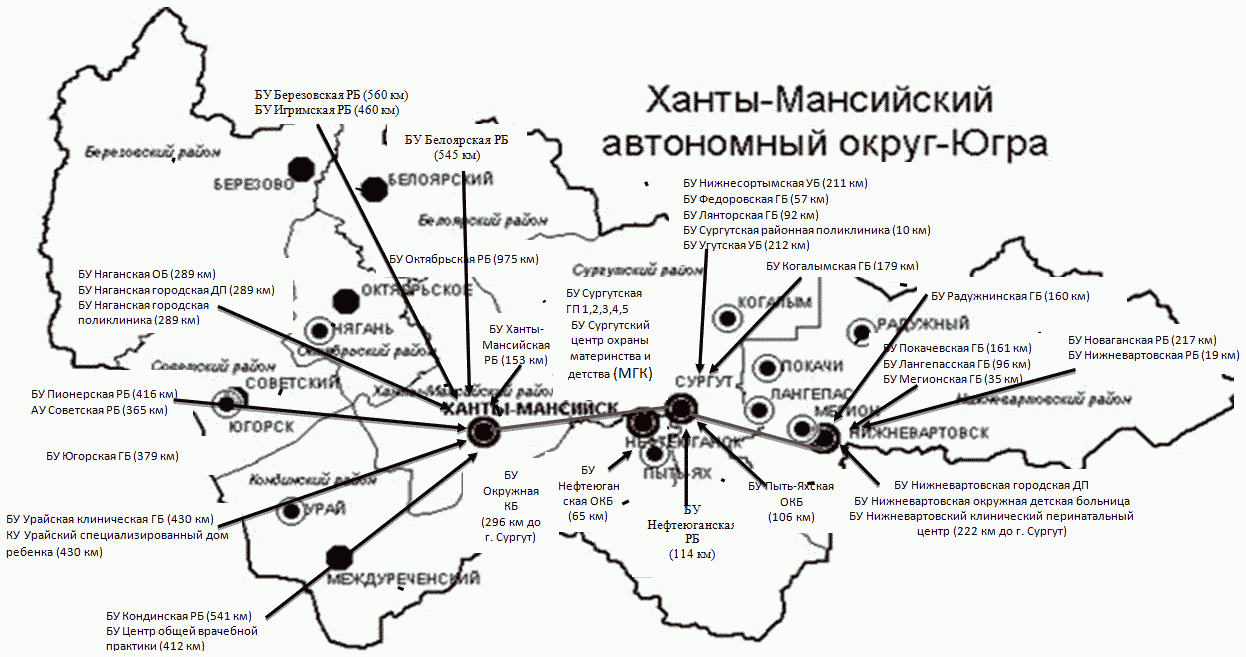 Ханты-Мансийский
автономный округ-Югра
БУ Березовская РБ (560 км)
БУ Игримская РБ (460 км)
БУ Белоярская РБ
(545 км)
Березовский район
БЕРЕЗОВО
БЕЛОЯРСКИЙ
Белоярский район
БУ Нижнесортымская УБ (211 км)
БУ Федоровская ГБ (57 км)
БУ Лянторская ГБ (92 км)
БУ Сургутская районная поликлиника (10 км)
БУ Угутская УБ (212 км)
БУ Октябрьская РБ (975 км)
Сургутский район
БУ Когалымская ГБ (179 км)
БУ Няганская ОБ (289 км)
БУ Няганская городская ДП (289 км)
БУ Няганская городская
поликлиника (289 км)
ОКТЯБРЬСКОЕ
НЯГАНЬ
Октябрьский район
БУ Сургутская
ГП 1,2,3,4,5
БУ Сургутский
центр охраны
материнства и
детства (МГК)
БУ Ханты-
Мансийская
РБ (153 км)
КОГАЛЫМ
БУ Радужнинская ГБ (160 км)
РАДУЖНЫЙ
БУ Покачевская ГБ (161 км)
БУ Лангепасская ГБ (96 км)
БУ Мегионская ГБ (35 км)
БУ Новаганская РБ (217 км)
БУ Нижневартовская РБ (19 км)
Советский район
СОВЕТСКИЙ
ЮГОРСК
Ханты-Мансийский район
ХАНТЫ-МАНСИЙСК
СУРГУТ
ПОКАЧИ
ЛАНГЕПАС
МЕГИОН
Нижневартовский район
НИЖНЕВАРТОВСК
БУ Пионерская РБ (416 км)
АУ Советская РБ (365 км)
БУ Югорская ГБ (379 км)
НЕФТЕЮГАНСК
ПЫТЬ-ЯХ
Кондинский район
УРАЙ
БУ
Окружная
КБ
(296 км до
г. Сургут)
БУ
Нефтеюган
ская ОКБ
(65 км)
БУ
Нефтеюганская
РБ
(114 км)
БУ Пыть-Яхская
ОКБ
(106 км)
БУ Нижневартовская городская ДП
БУ Нижневартовская окружная детская больница
БУ Нижневартовский клинический перинатальный
центр (222 км до г. Сургут)
БУ Урайская клиническая ГБ (430 км)
КУ Урайский специализированный дом
ребенка (430 км)
МЕЖДУРЕЧЕНСКИЙ
БУ Кондинская РБ (541 км)
БУ Центр общей врачебной
практики (412 км)